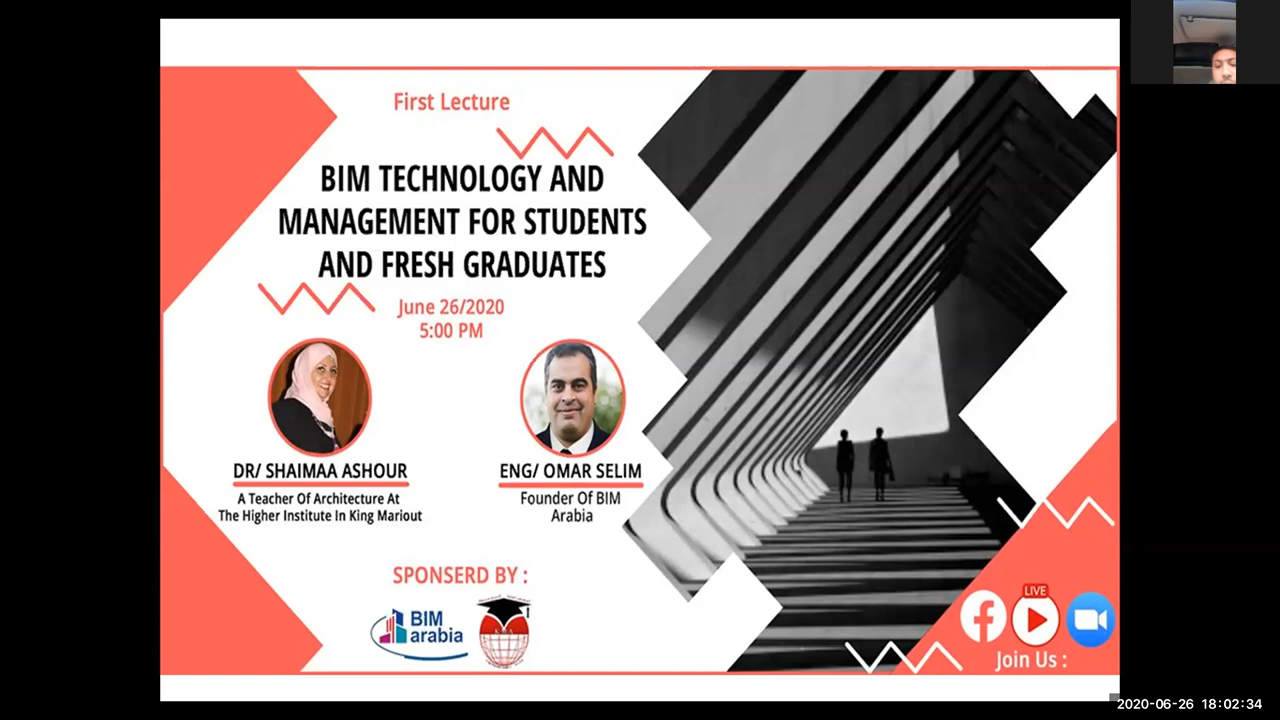 First Lecture
BIM TECHNOLOGY AND
MANAGEMENT FOR STUDENTS
AND FRESH GRADUATES
June 26/2020
5:00 PM
DR/ SHAIMAA ASHOUR
A Teacher Of Architecture At
The Higher Institute In King Mariout
ENG/ OMAR SELIM
Founder Of BIM
Arabia
SPONSERD BY :
BIM
arabia
LIVE
Join Us :
2020-06-26 18:02:34